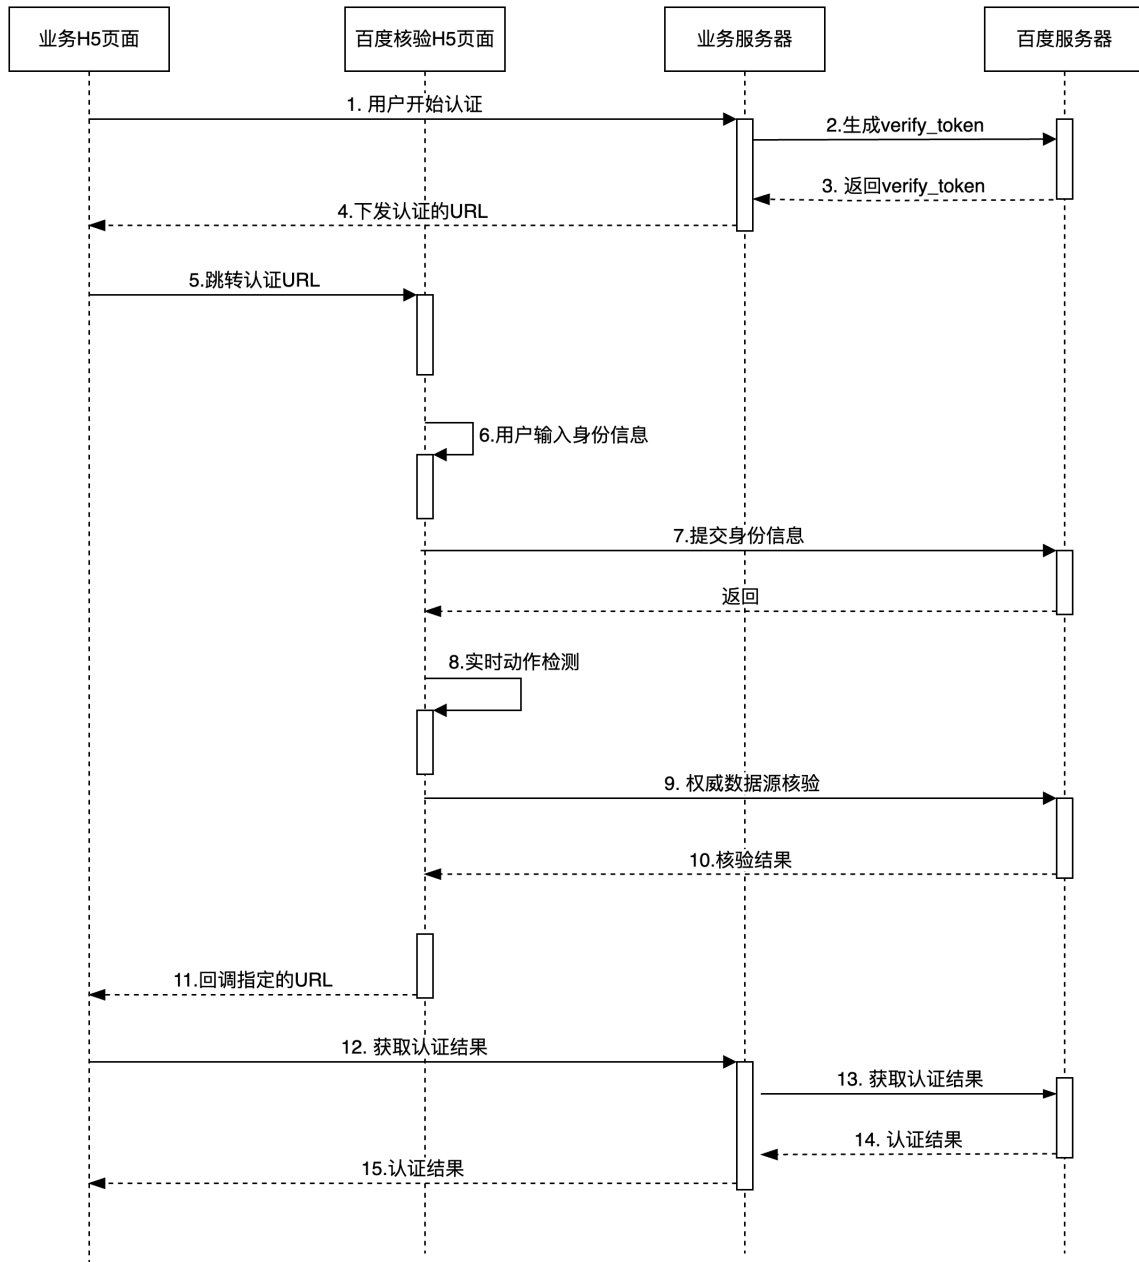 业务H5页面
百度核验H5页面
业务服务器
百度服务器
1. 用户开始认证
2.生成verify_token
3. 返回verify_token
4.下发认证的URL
5.跳转认证URL
6.用户输入身份信息
7.提交身份信息
返回
8.实时动作检测
9. 权威数据源核验
10.核验结果
11.回调指定的URL
12. 获取认证结果
13. 获取认证结果
14. 认证结果
15.认证结果